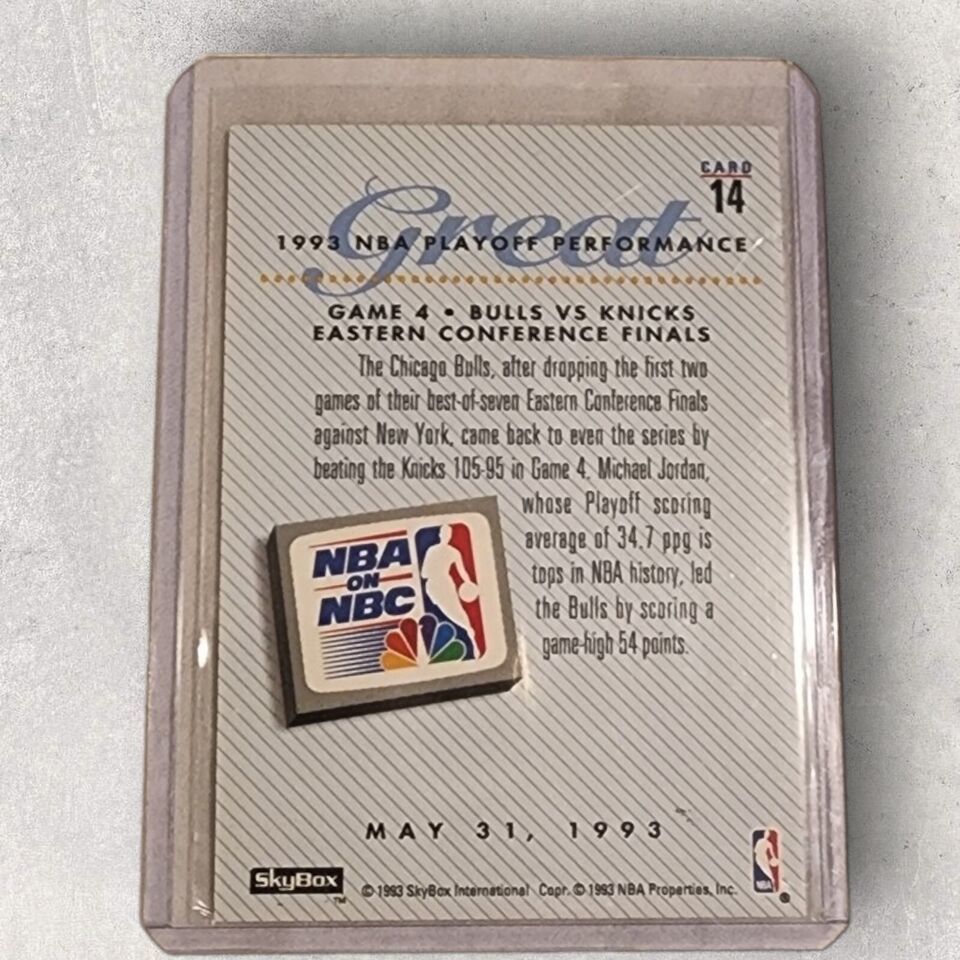 CARD
14
Great
1993 NBA PLAYOFF PERFORMANCE
GAME 4 • BULLS VS KNICKS
EASTERN CONFERENCE FINALS
The Chicago Bulls, after dropping the first two
games of their best-of-seven Eastern Conference Finals
against New York, came back to even the series by
beating the Knicks 105-95 in Game 4. Michael Jordan,
whose Playoff scoring
average of 34.7 ppg is
tops in NBA history, led
the Bulls by scoring a
game-high 54 points.
NBA
ON
NBC
MAY 31, 1993
SkyBox™
© 1993 SkyBox International Copr. © 1993 NBA Properties, Inc.
NBA
®